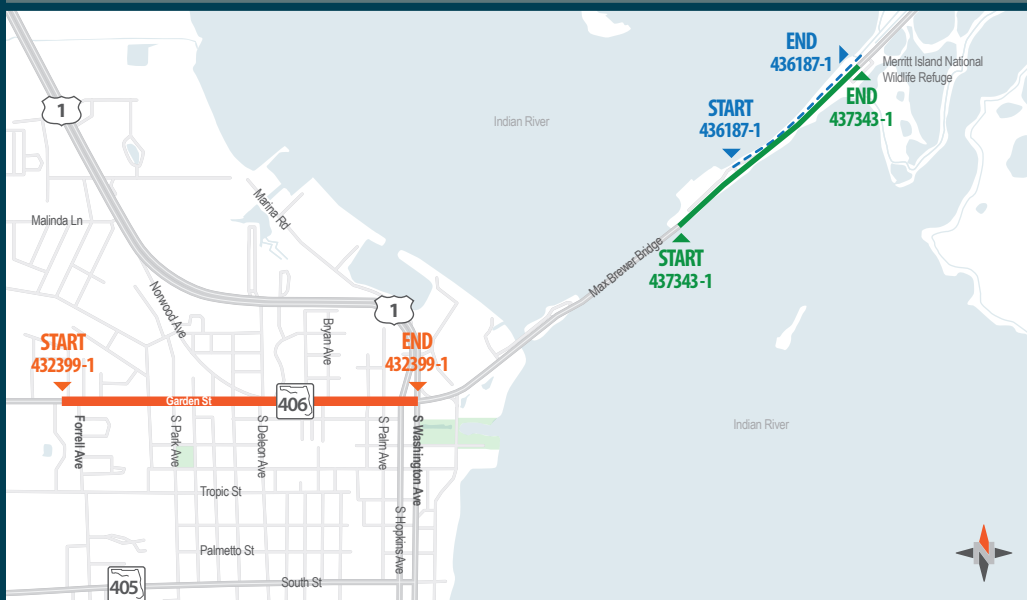 END
436187-1
Merritt Island National
Wildlife Refuge
END
437343-1
START
436187-1
1
Indian River
Marina Rd
Malinda Ln
Max Brewer Bridge
START
437343-1
Norwood Ave
1
Bryan Ave
START
432399-1
END
432399-1
Garden St
406
Forrell Ave
S Park Ave
S Deleon Ave
S Palm Ave
S Washington Ave
Indian River
Tropic St
S Hopkins Ave
Palmetto St
N
405
South St